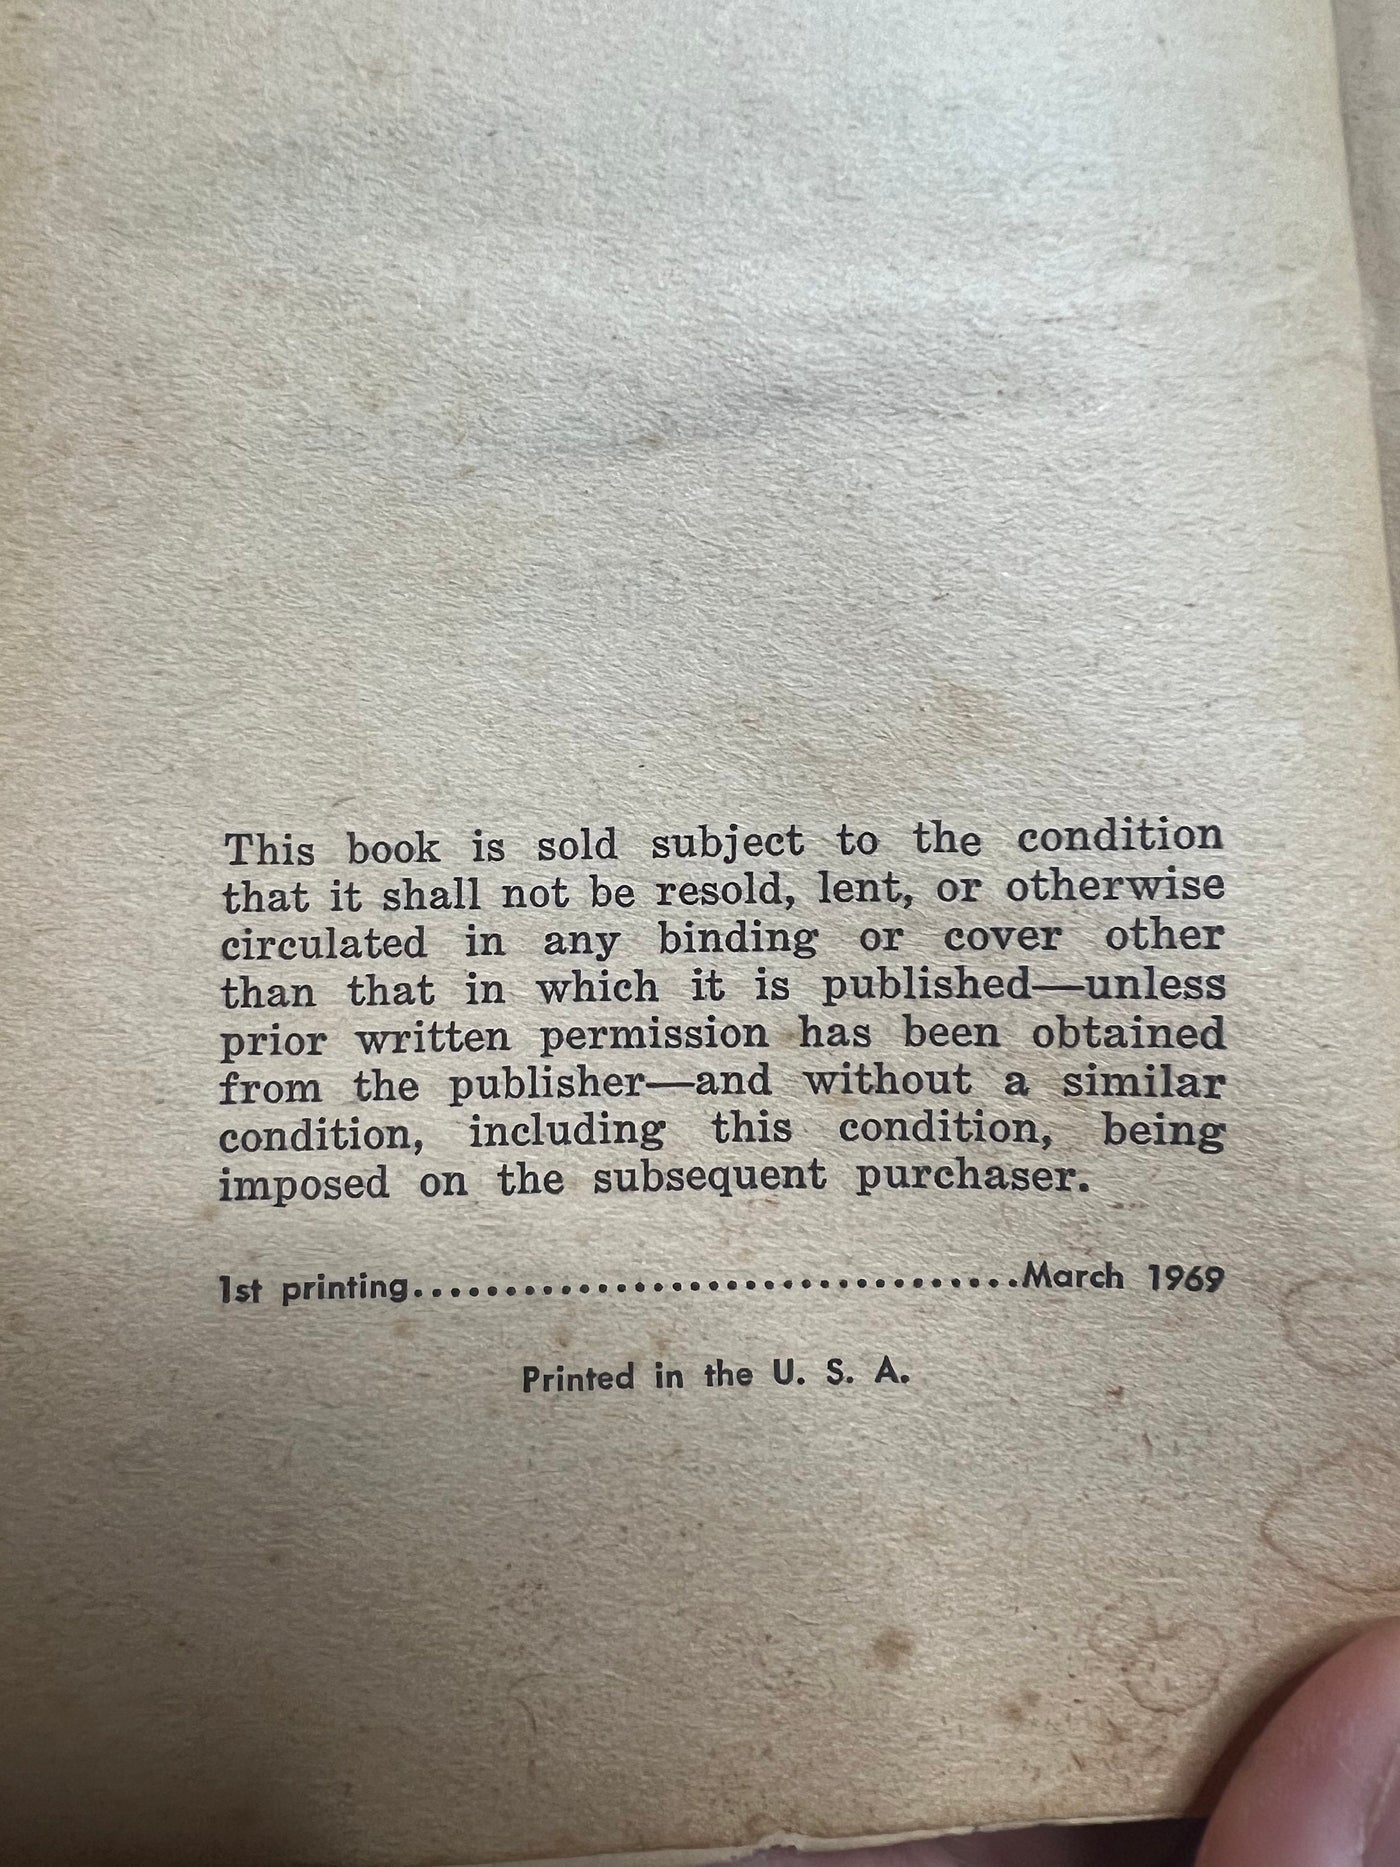 This book is sold subject to the condition
that it shall not be resold, lent, or otherwise
circulated in any binding or cover other
than that in which it is published—unless
prior written permission has been obtained
from the publisher—and without a similar
condition, including this condition, being
imposed on the subsequent purchaser.
1st printing.................................March 1969
Printed in the U. S. A.